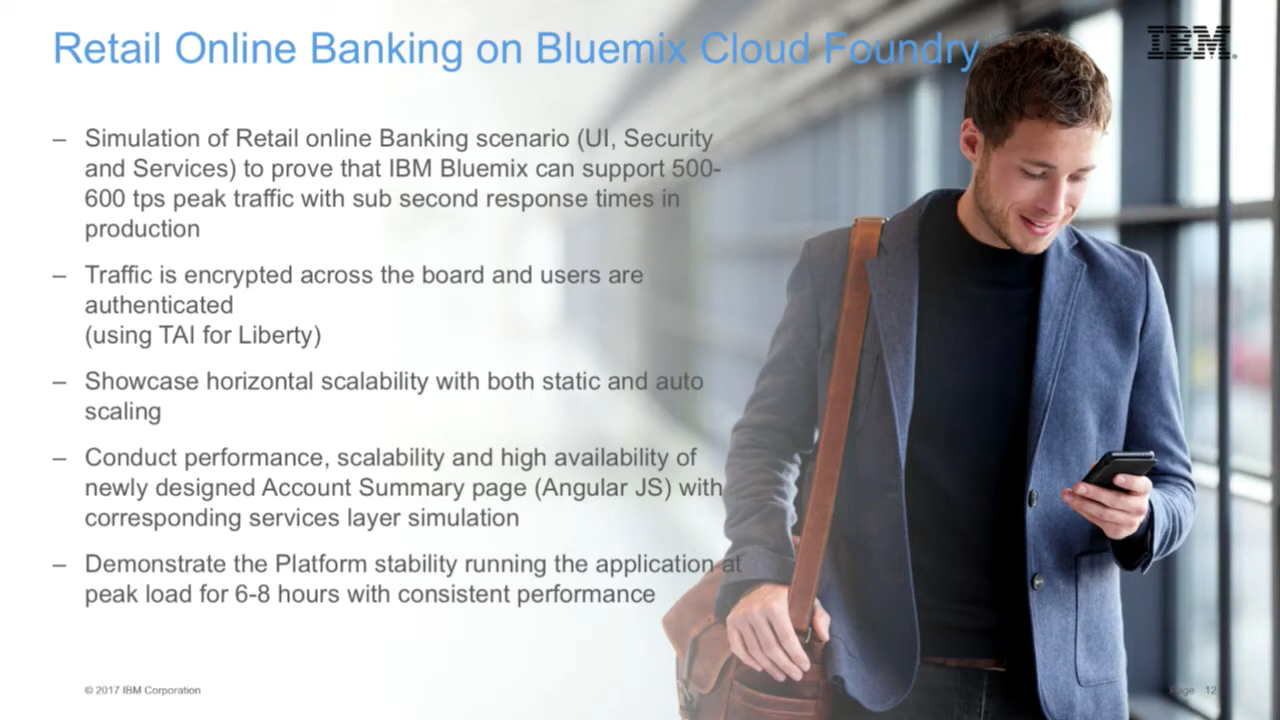 Retail Online Banking on Bluemix Cloud Foundry
IBM
– Simulation of Retail online Banking scenario (UI, Security
and Services) to prove that IBM Bluemix can support 500-
600 tps peak traffic with sub second response times in
production
– Traffic is encrypted across the board and users are
authenticated
(using TAI for Liberty)
– Showcase horizontal scalability with both static and auto
scaling
– Conduct performance, scalability and high availability of
newly designed Account Summary page (Angular JS) with
corresponding services layer simulation
– Demonstrate the Platform stability running the application at
peak load for 6-8 hours with consistent performance
© 2017 IBM Corporation
Page 12